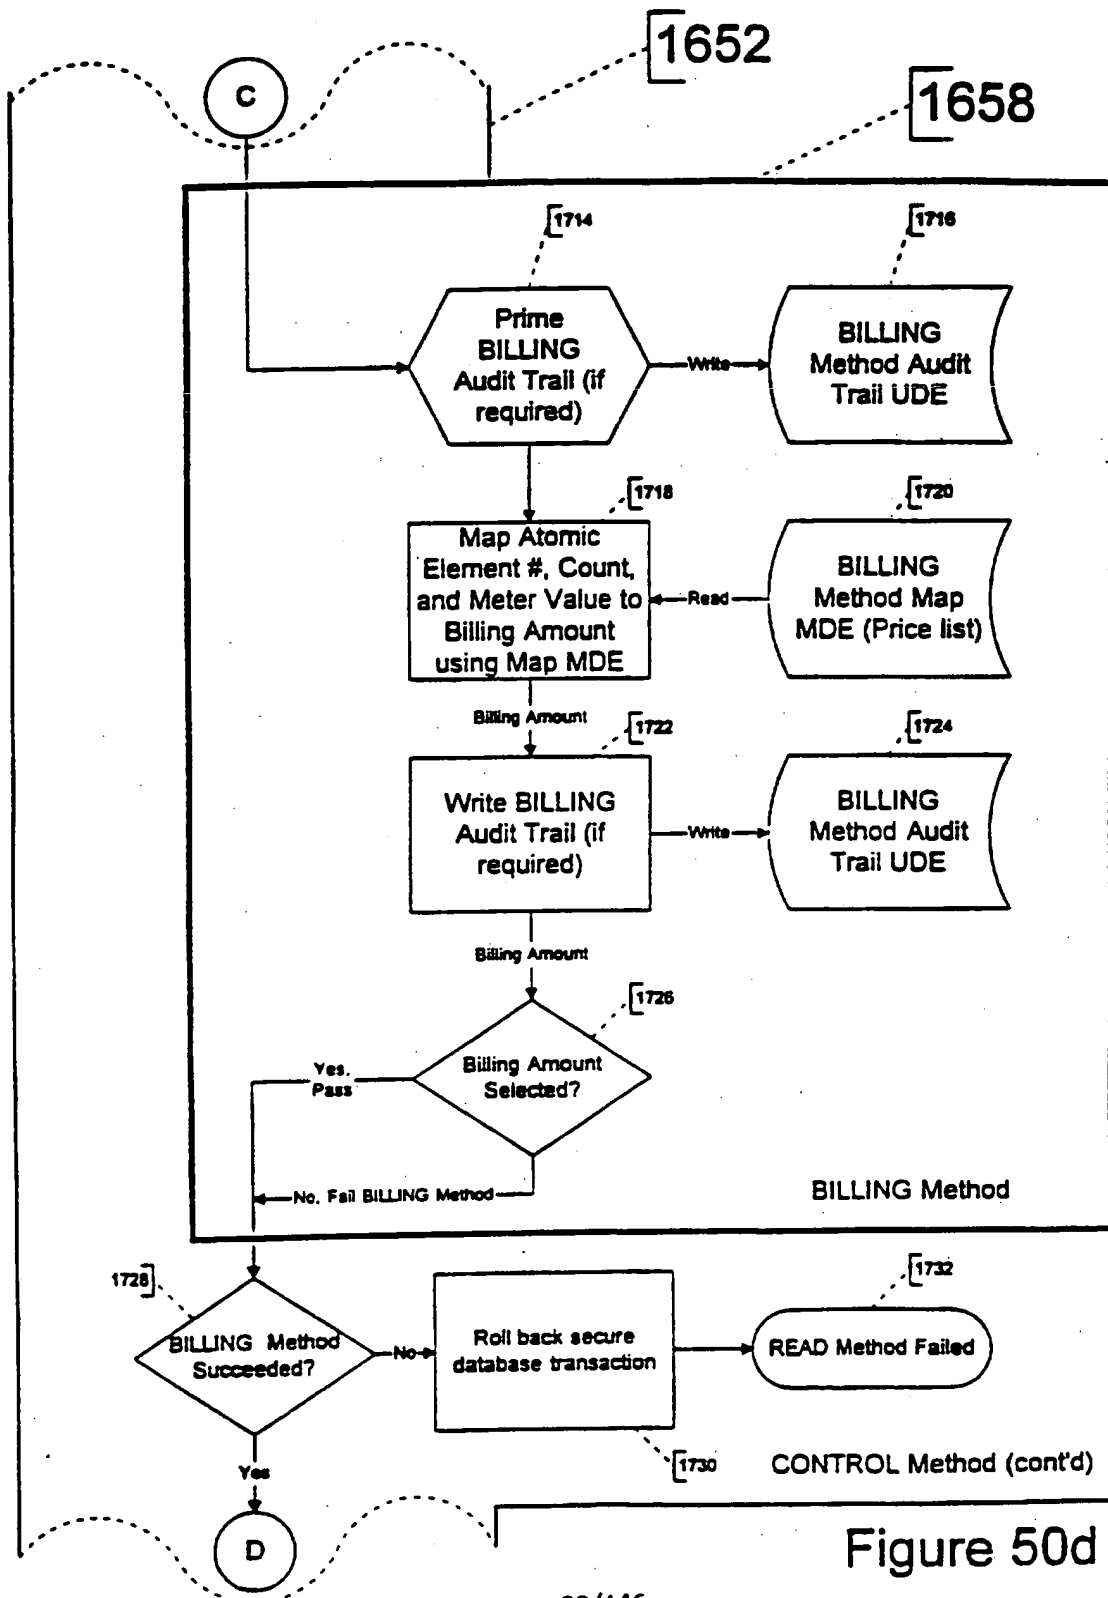 1652
C
1658
1714
1716
Prime
BILLING
Audit Trail (if
required)
Write
BILLING
Method Audit
Trail UDE
1718
1720
Map Atomic
Element #, Count,
and Meter Value to
Billing Amount
using Map MDE
Read
BILLING
Method Map
MDE (Price list)
Billing Amount
1722
1724
Write BILLING
Audit Trail (if
required)
Write
BILLING
Method Audit
Trail UDE
Billing Amount
1726
Billing Amount
Selected?
Yes,
Pass
No, Fail BILLING Method
BILLING Method
1728
1732
BILLING Method
Succeeded?
No
Roll back secure
database transaction
READ Method Failed
1730
Yes
CONTROL Method (cont'd)
D
Figure 50d